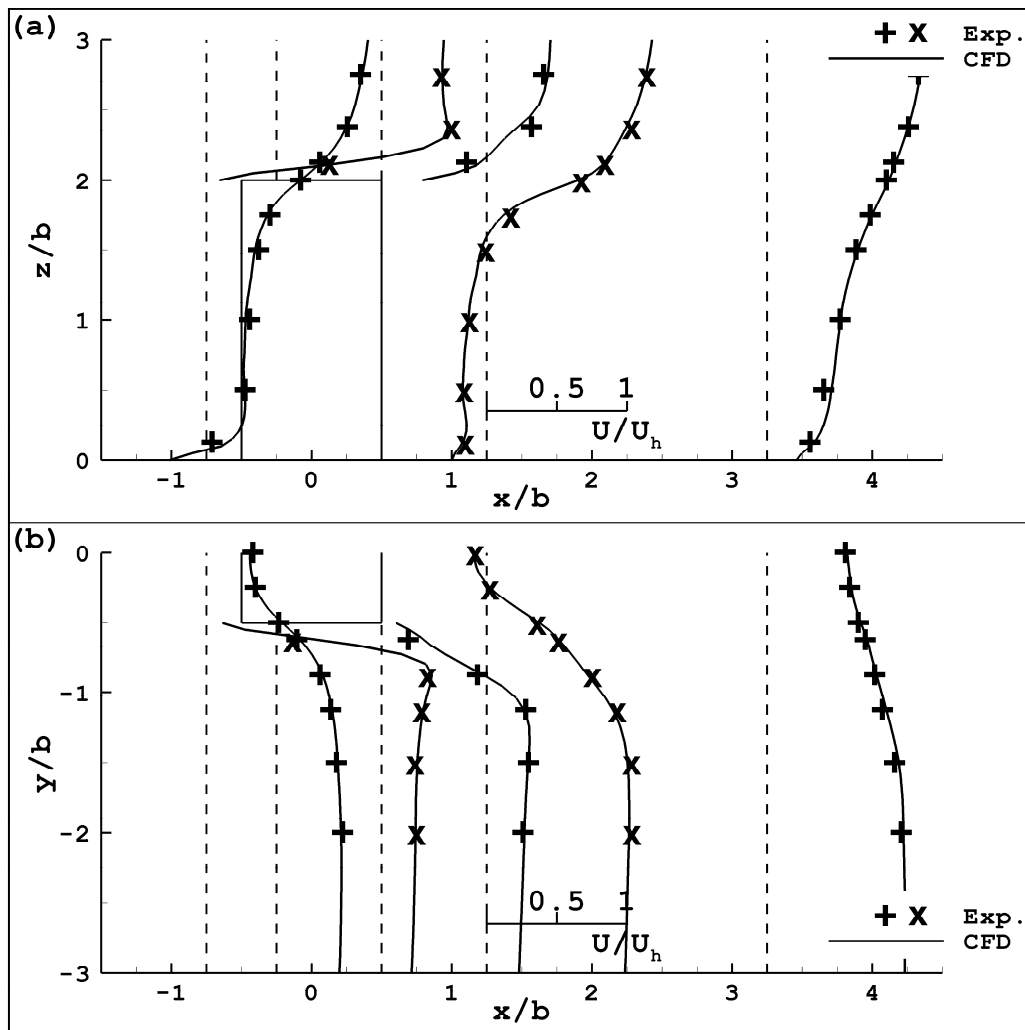 (a)
+ X Exp.
CFD
3
2
1
0
z/b
0.5 1
U/U_h
-1 0 1 2 3 4
x/b
(b)
0
-1
-2
-3
y/b
0.5 1
U/U_h
+ X Exp.
CFD
-1 0 1 2 3 4
x/b